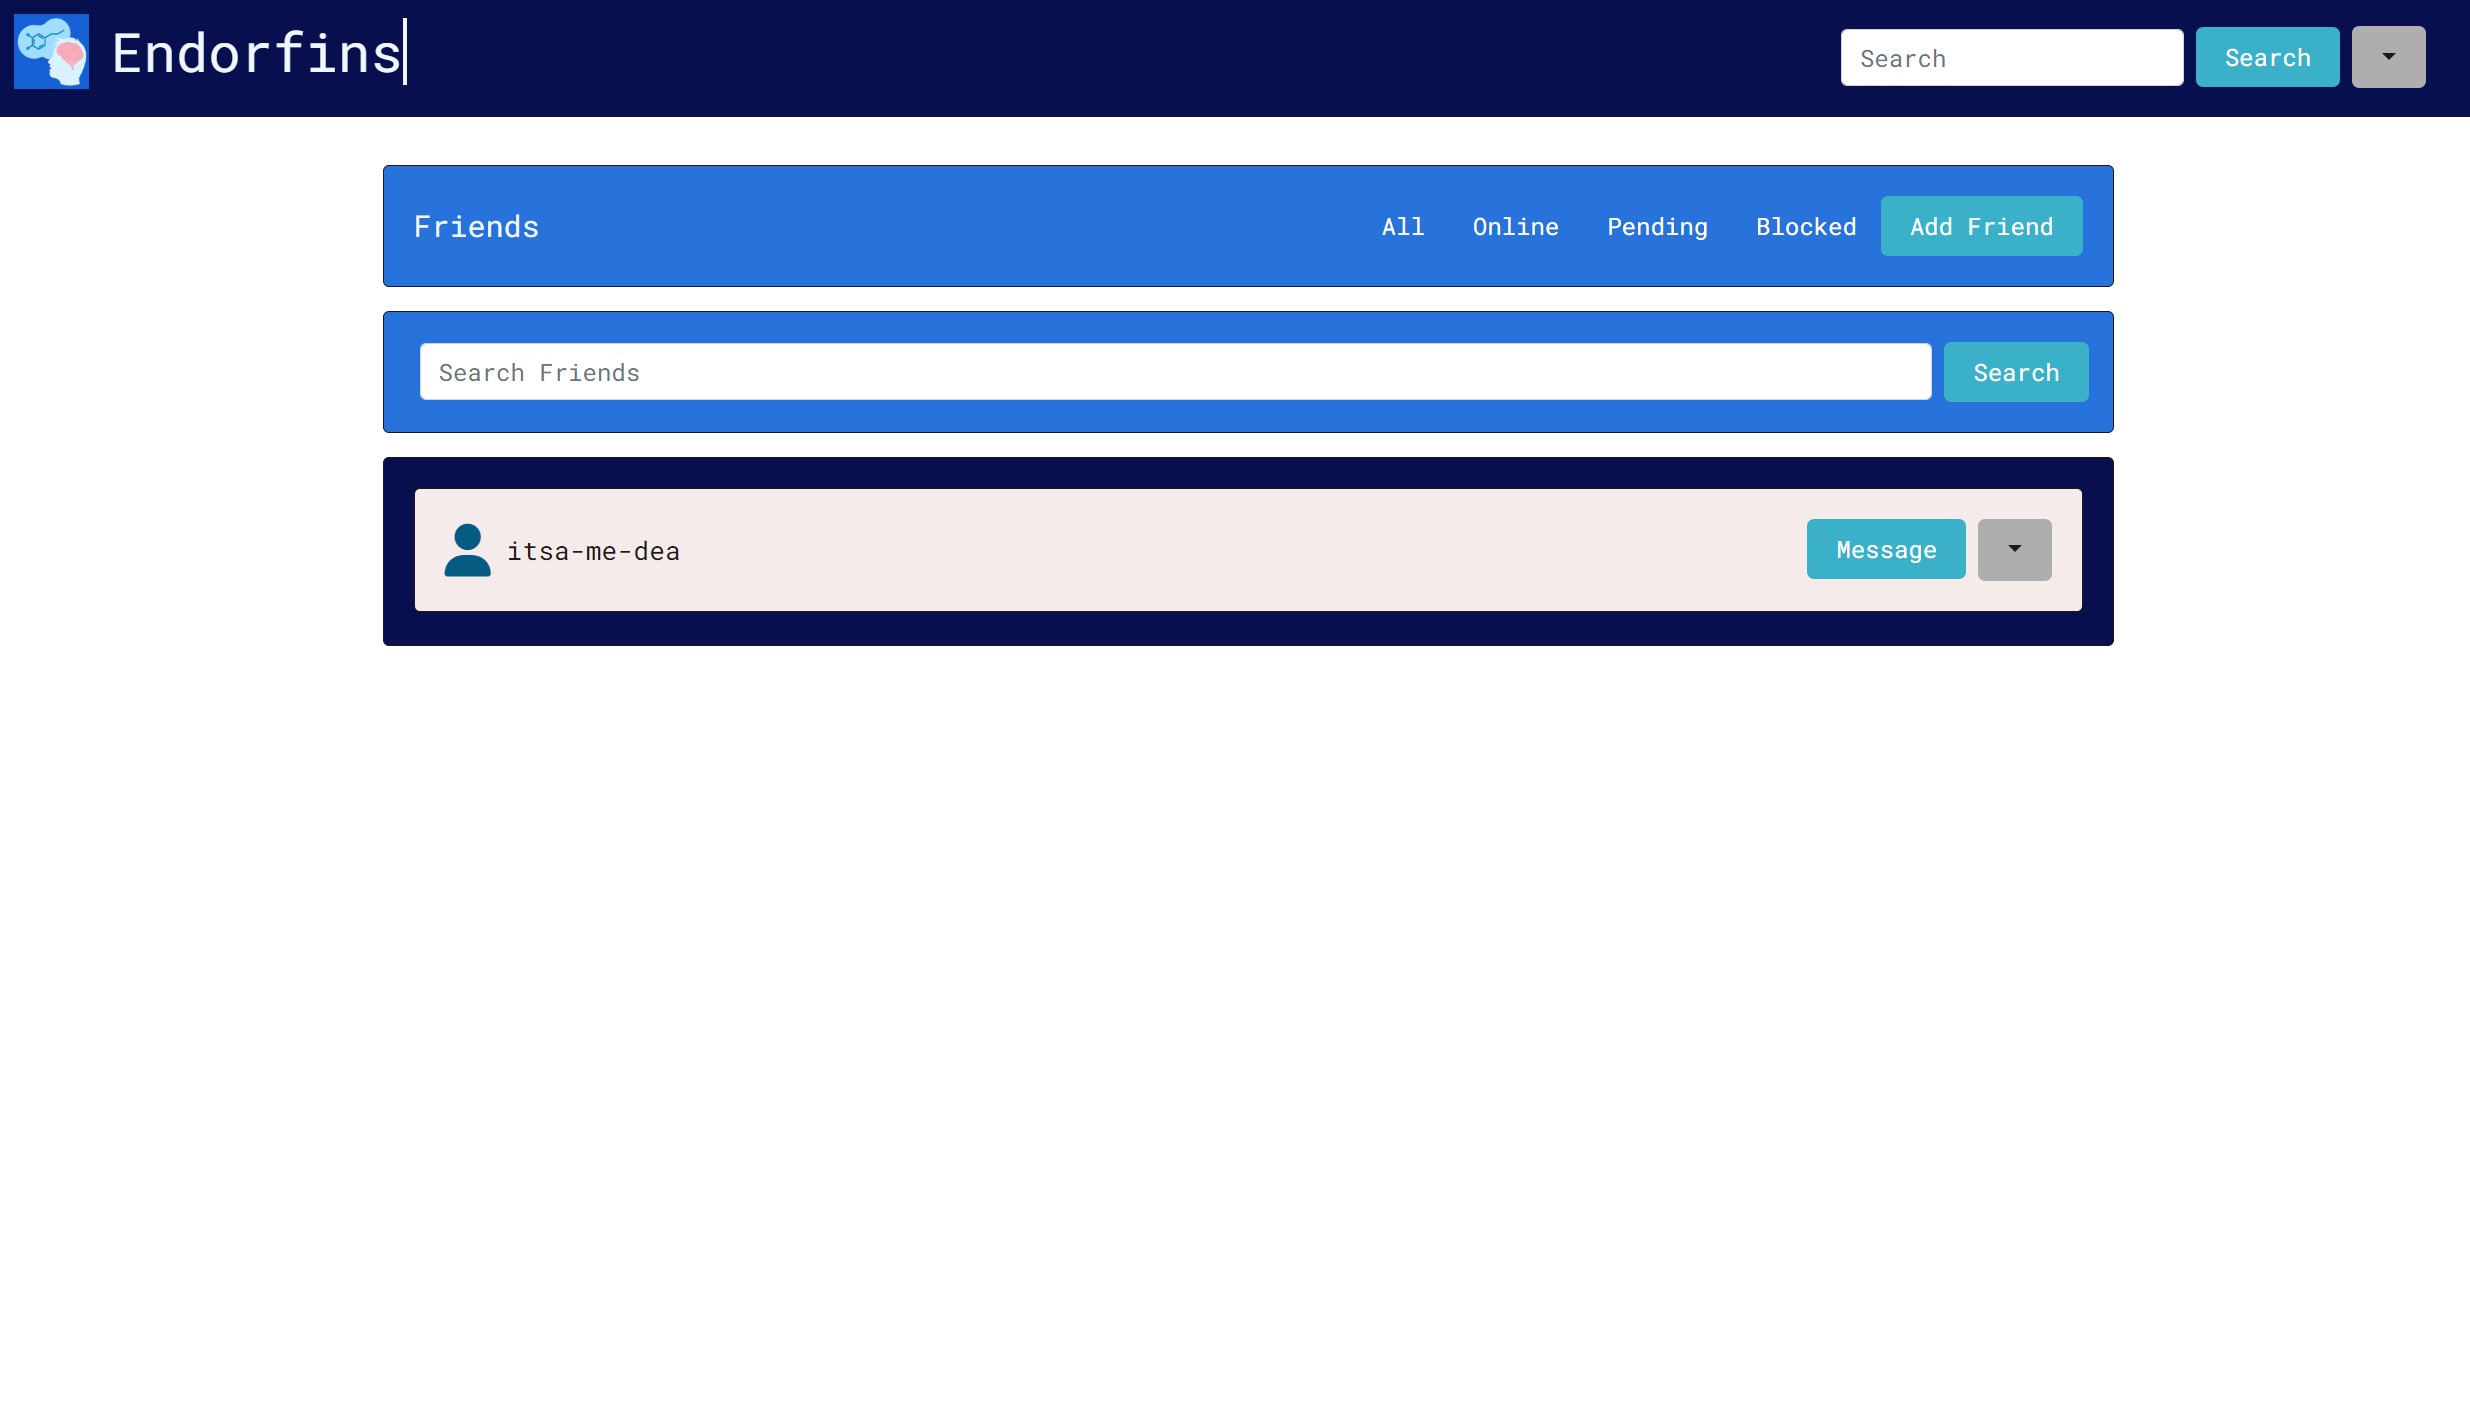 Endorfins
Search Search
Friends All Online Pending Blocked Add Friend
Search Friends Search
itsa-me-dea Message